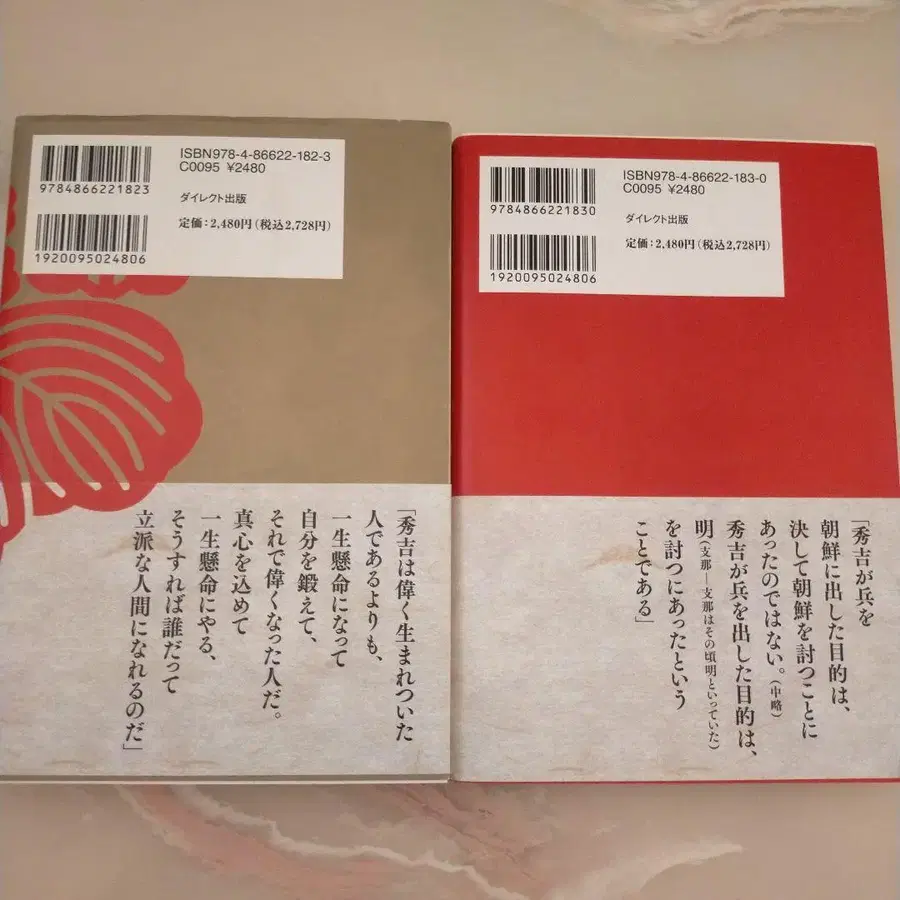 ISBN978-4-86622-182-3
C0095 ¥2480
9784866221823
ダイレクト出版
定価:2,480円(税込2,728円)
1920095024806
「秀吉は偉く生まれついた
人であるよりも、
一生懸命になって
自分を鍛えて、
それで偉くなった人だ。
真心を込めて
一生懸命にやる、
そうすれば誰だって
立派な人間になれるのだ」
ISBN978-4-86622-183-0
C0095 ¥2480
9784866221830
ダイレクト出版
定価:2,480円(税込2,728円)
1920095024806
「秀吉が兵を
朝鮮に出した目的は、
決して朝鮮を討つことに
あったのではない。(中略)
秀吉が兵を出した目的は、
明(支那―支那はその頃明といっていた)
を討つにあったという
ことである」